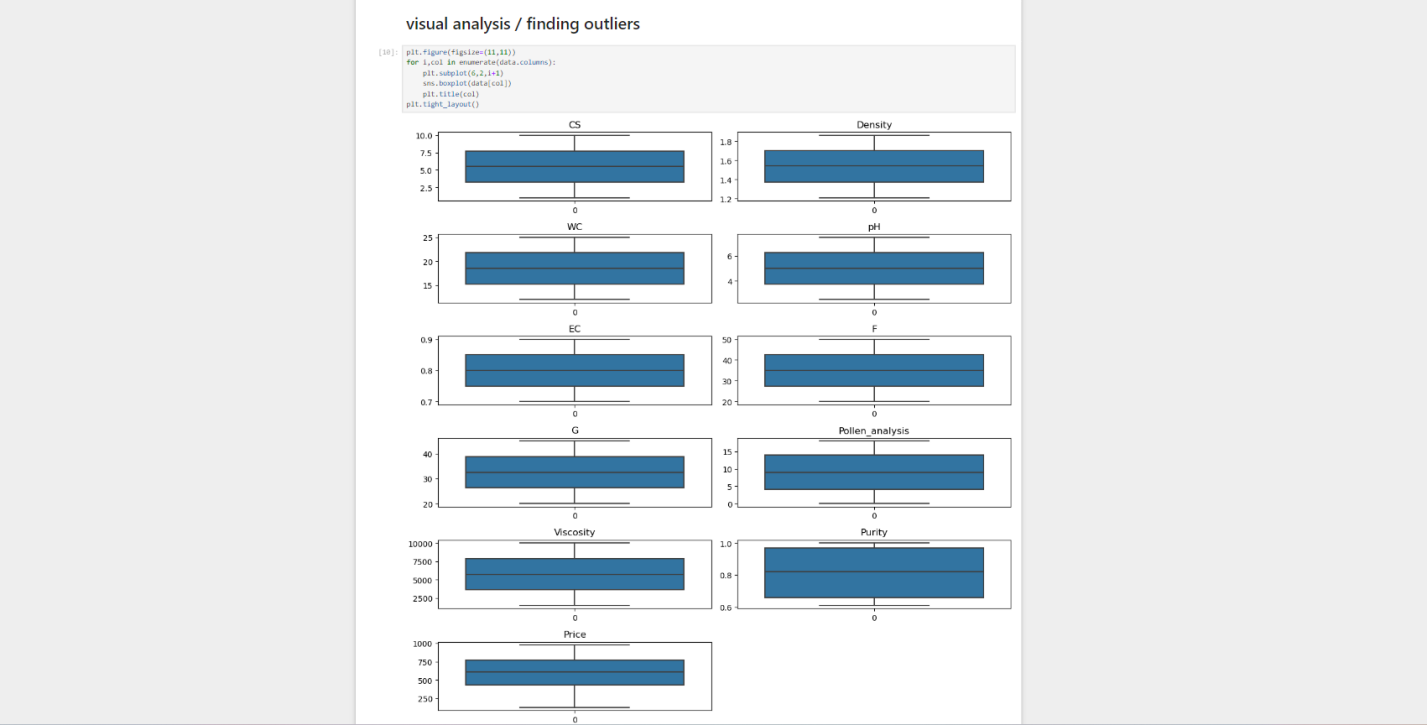 visual analysis / finding outliers
[10]:
plt.figure(figsize=(11,11))
for i,col in enumerate(data.columns):
    plt.subplot(6,2,i+1)
    sns.boxplot(data[col])
    plt.title(col)
plt.tight_layout()
CS
10.0
7.5
5.0
2.5
0
Density
1.8
1.6
1.4
1.2
0
WC
25
20
15
0
pH
6
4
0
EC
0.9
0.8
0.7
0
F
50
40
30
20
0
G
40
30
20
0
Pollen_analysis
15
10
5
0
0
Viscosity
10000
7500
5000
2500
0
Purity
1.0
0.8
0.6
0
Price
1000
750
500
250
0